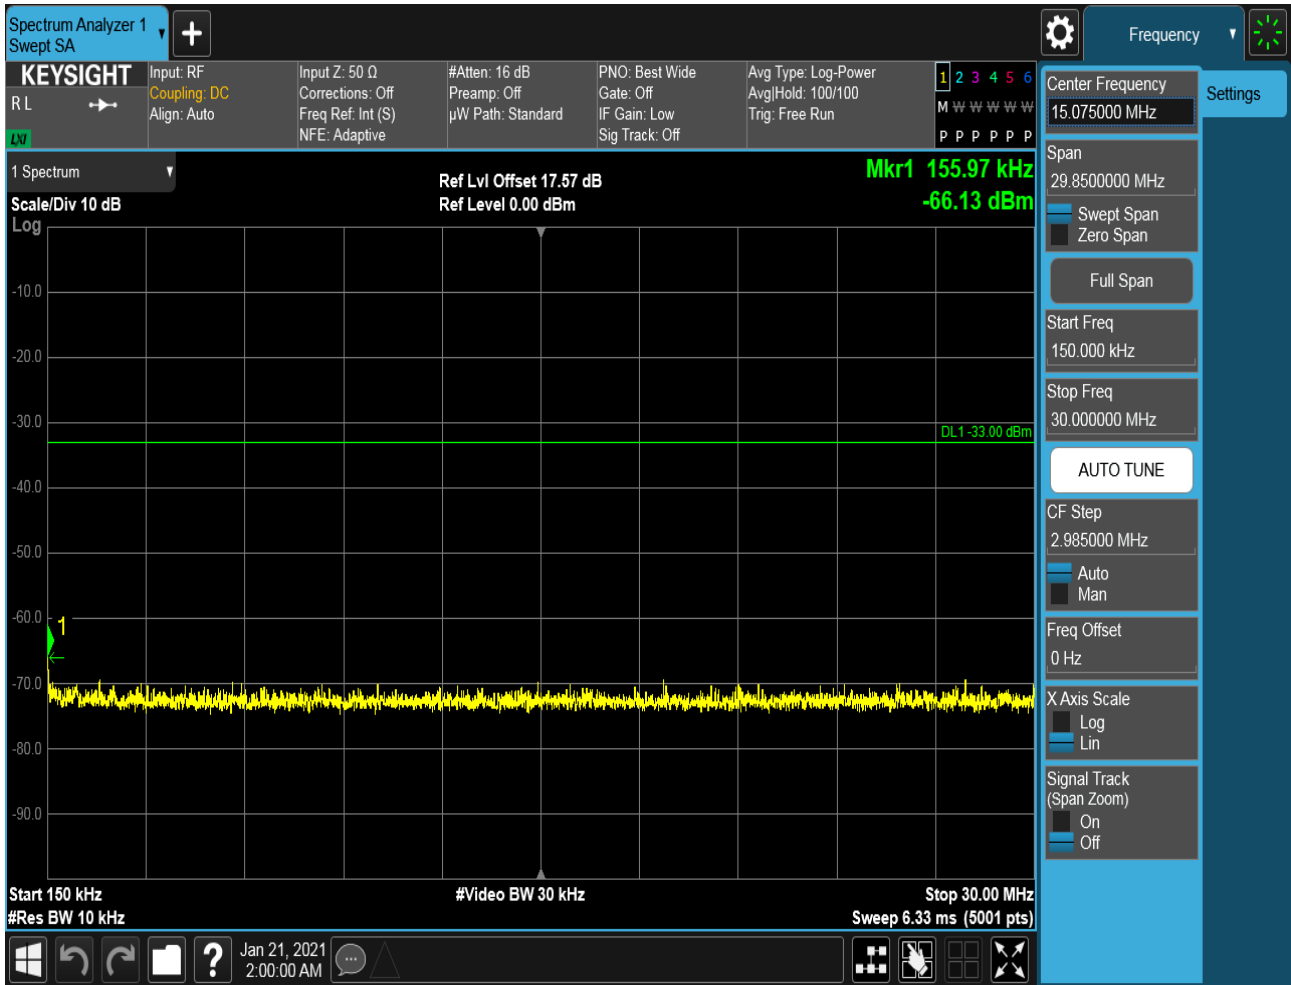 Spectrum Analyzer 1
Swept SA
Frequency
KEYSIGHT
R L
LXI
Input: RF
Coupling: DC
Align: Auto
Input Z: 50 Ω
Corrections: Off
Freq Ref: Int (S)
NFE: Adaptive
#Atten: 16 dB
Preamp: Off
µW Path: Standard
PNO: Best Wide
Gate: Off
IF Gain: Low
Sig Track: Off
Avg Type: Log-Power
Avg|Hold: 100/100
Trig: Free Run
1 2 3 4 5 6
M W W W W W
P P P P P P
1 Spectrum
Scale/Div 10 dB
Log
Ref Lvl Offset 17.57 dB
Ref Level 0.00 dBm
Mkr1 155.97 kHz
-66.13 dBm
-10.0
-20.0
-30.0
DL1 -33.00 dBm
-40.0
-50.0
-60.0
1
-70.0
-80.0
-90.0
Start 150 kHz
#Res BW 10 kHz
#Video BW 30 kHz
Stop 30.00 MHz
Sweep 6.33 ms (5001 pts)
Jan 21, 2021
2:00:00 AM
Center Frequency
15.075000 MHz
Settings
Span
29.8500000 MHz
Swept Span
Zero Span
Full Span
Start Freq
150.000 kHz
Stop Freq
30.000000 MHz
AUTO TUNE
CF Step
2.985000 MHz
Auto
Man
Freq Offset
0 Hz
X Axis Scale
Log
Lin
Signal Track
(Span Zoom)
On
Off